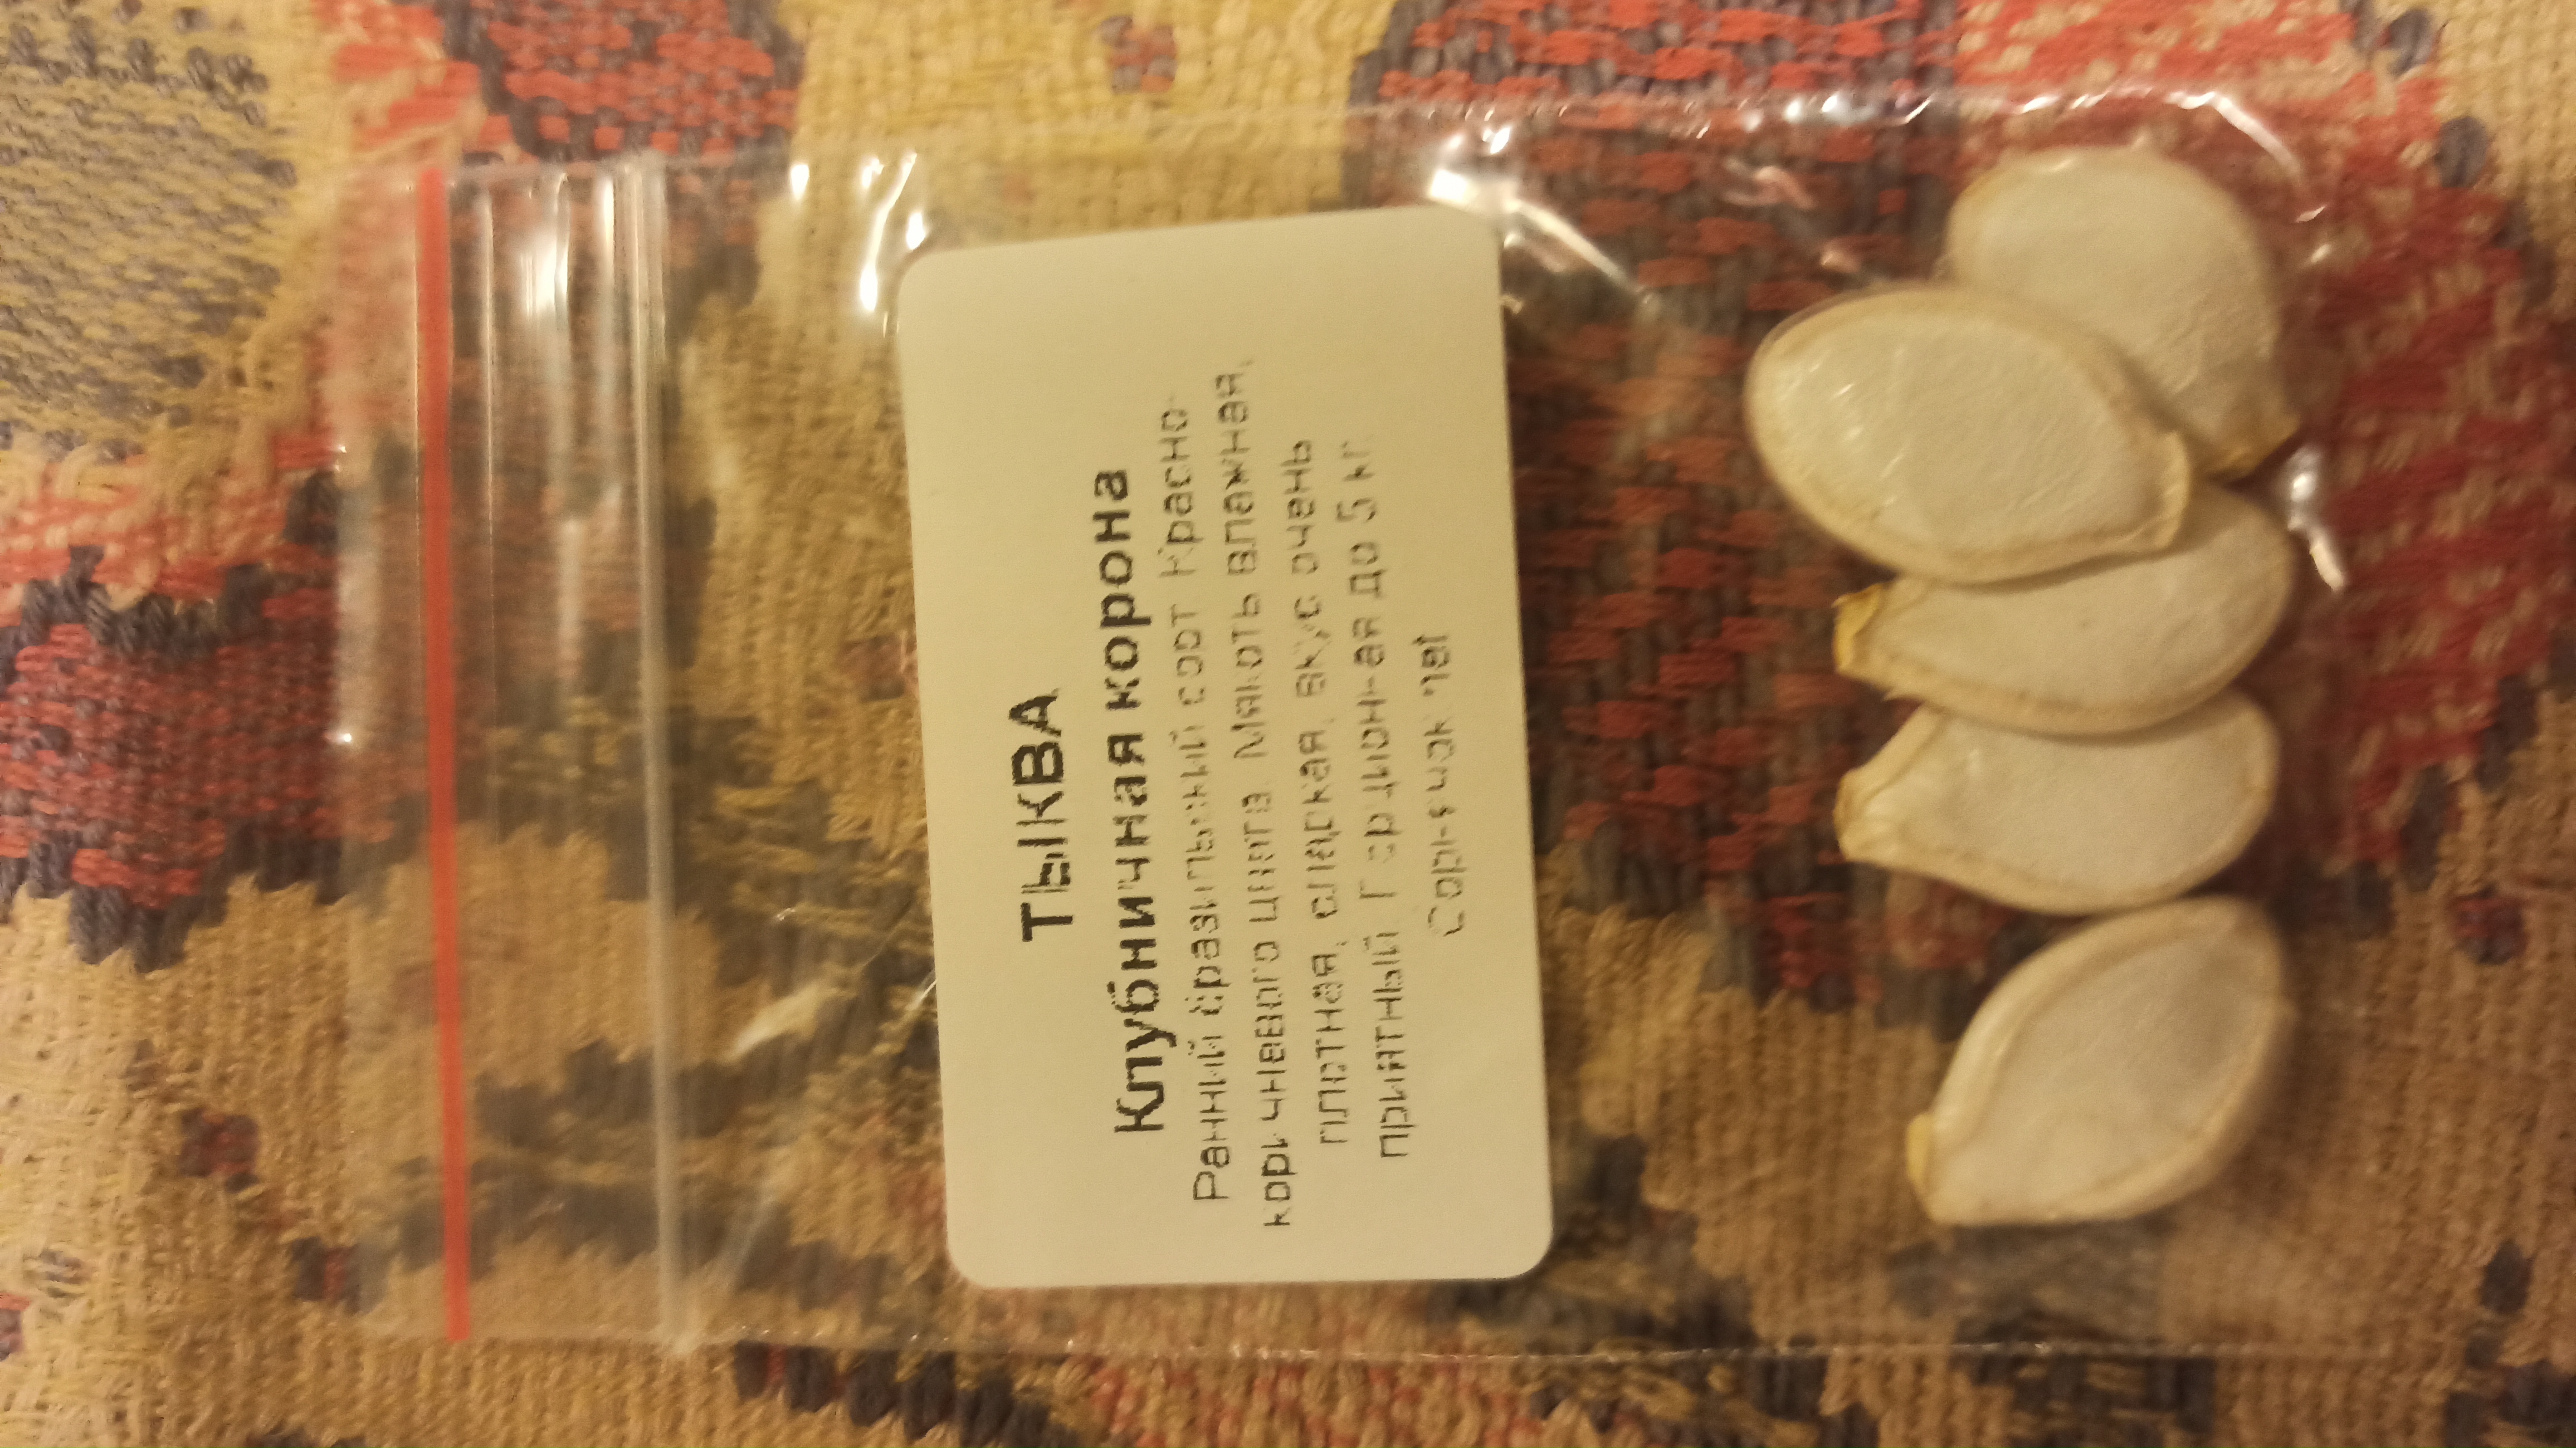 ТЫКВА
Клубничная корона
Ранний бразильский сорт Красно-
коричневого цвета. Мякоть влажная,
плотная, сладкая, вкус очень
приятный. Порционная до 5 кг.